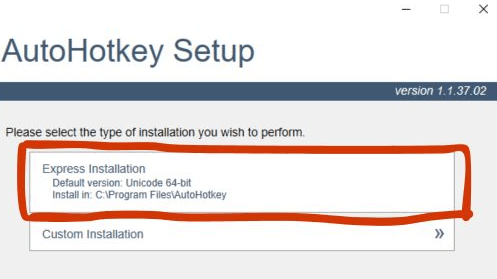 AutoHotkey Setup
version 1.1.37.02
Please select the type of installation you wish to perform.
Express Installation
Default version: Unicode 64-bit
Install in: C:\Program Files\AutoHotkey
Custom Installation »